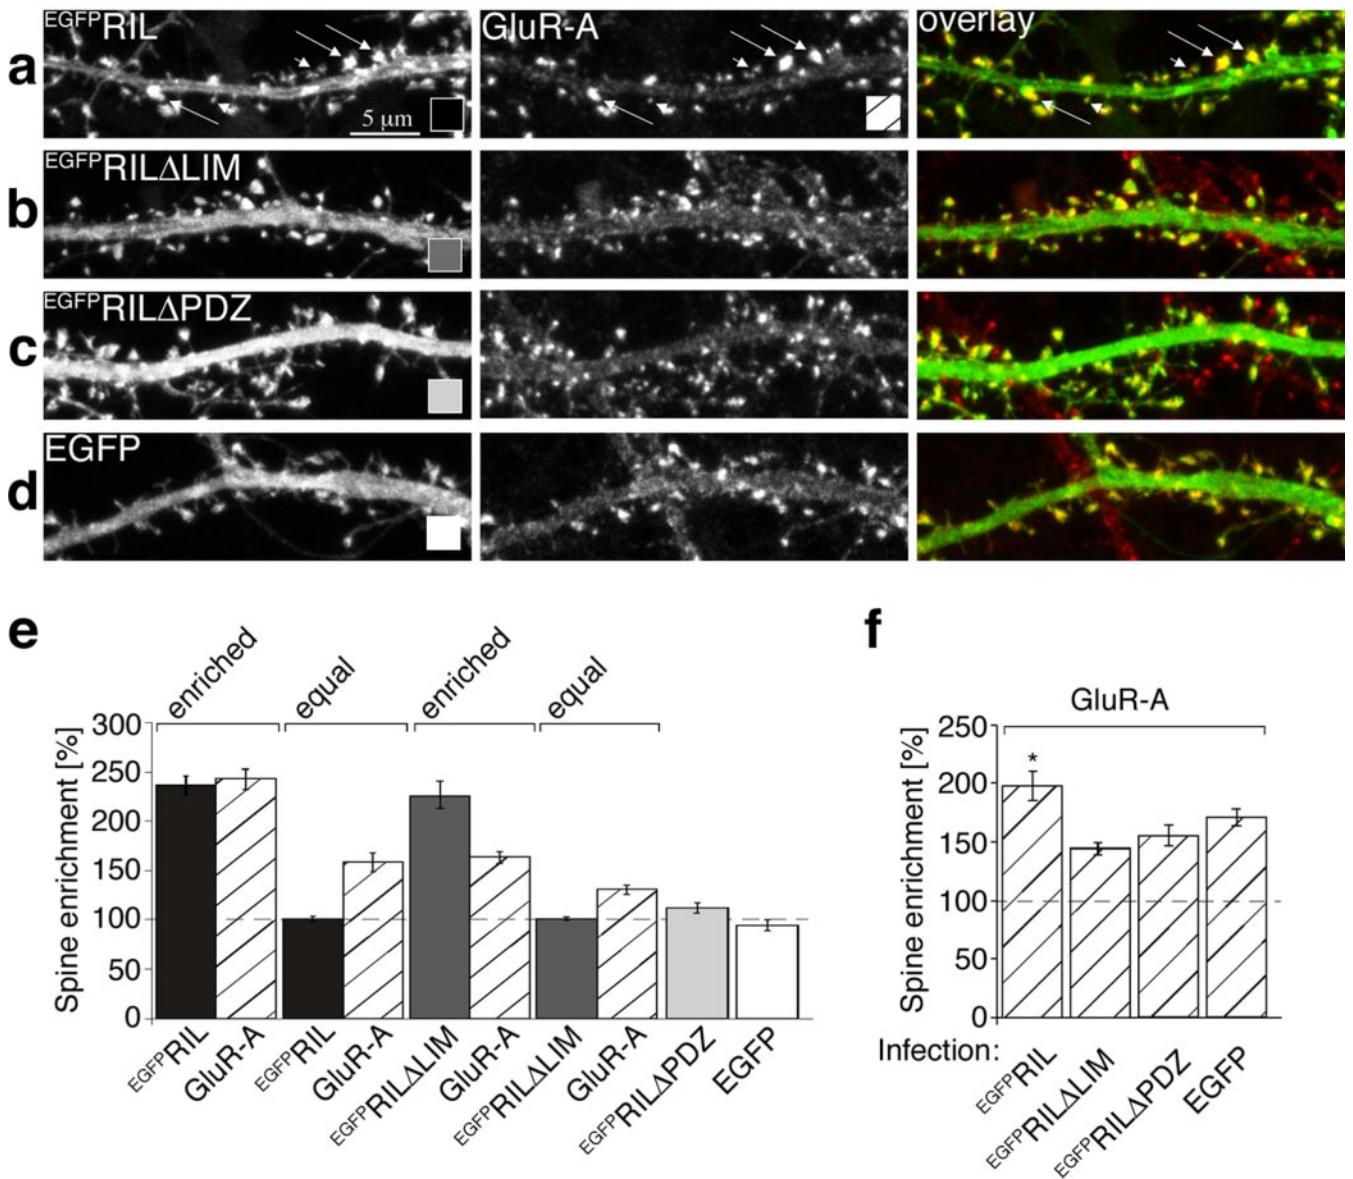 EGFPRIL GluR-A overlay
a
5 μm
EGFPRILΔLIM
b
EGFPRILΔPDZ
c
EGFP
d
e
enriched equal enriched equal
Spine enrichment [%]
300
250
200
150
100
50
0
EGFPRIL GluR-A EGFPRIL GluR-A EGFPRILΔLIM GluR-A EGFPRILΔLIM GluR-A EGFPRILΔPDZ EGFP
f
GluR-A
Spine enrichment [%]
250
200
150
100
50
0
*
Infection: EGFPRIL EGFPRILΔLIM EGFPRILΔPDZ EGFP